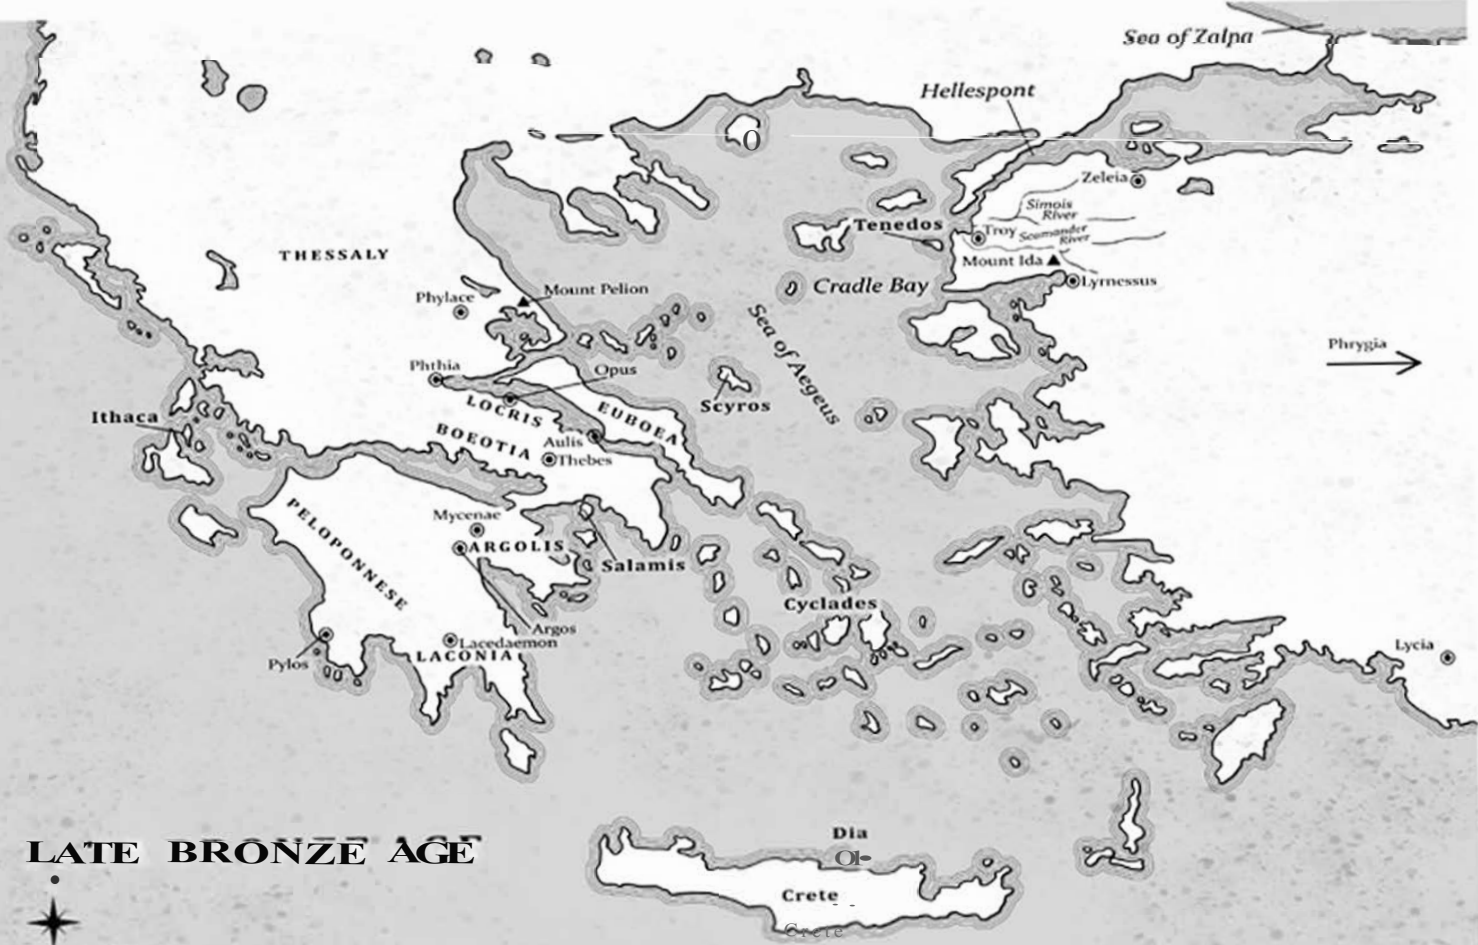 Sea of Zalpa
Hellespont
O
Zeleia
Simois
River
Tenedos
Troy
Scamander
River
THESSALY
Mount Ida
Lyrnessus
Mount Pelion
Cradle Bay
Phylace
Sea of Aegeus
Phrygia
Phthia
Opus
Scyros
Ithaca
LOCRIS
EUBOEA
BOEOTIA
Aulis
Thebes
PELOPONNESE
Mycenae
ARGOLIS
Salamis
Cyclades
Argos
Lacedaemon
LACONIA
Pylos
Lycia
Dia
LATE BRONZE AGE
Crete
Crete